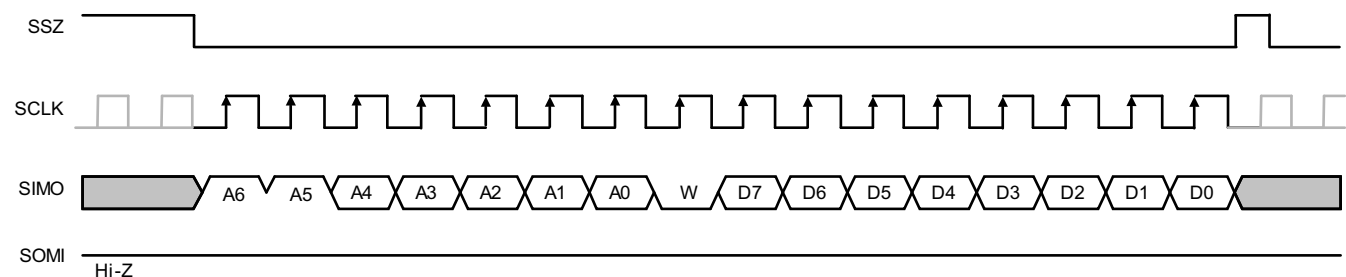 SSZ
SCLK
SIMO A6 A5 A4 A3 A2 A1 A0 W D7 D6 D5 D4 D3 D2 D1 D0
SOMI
Hi-Z